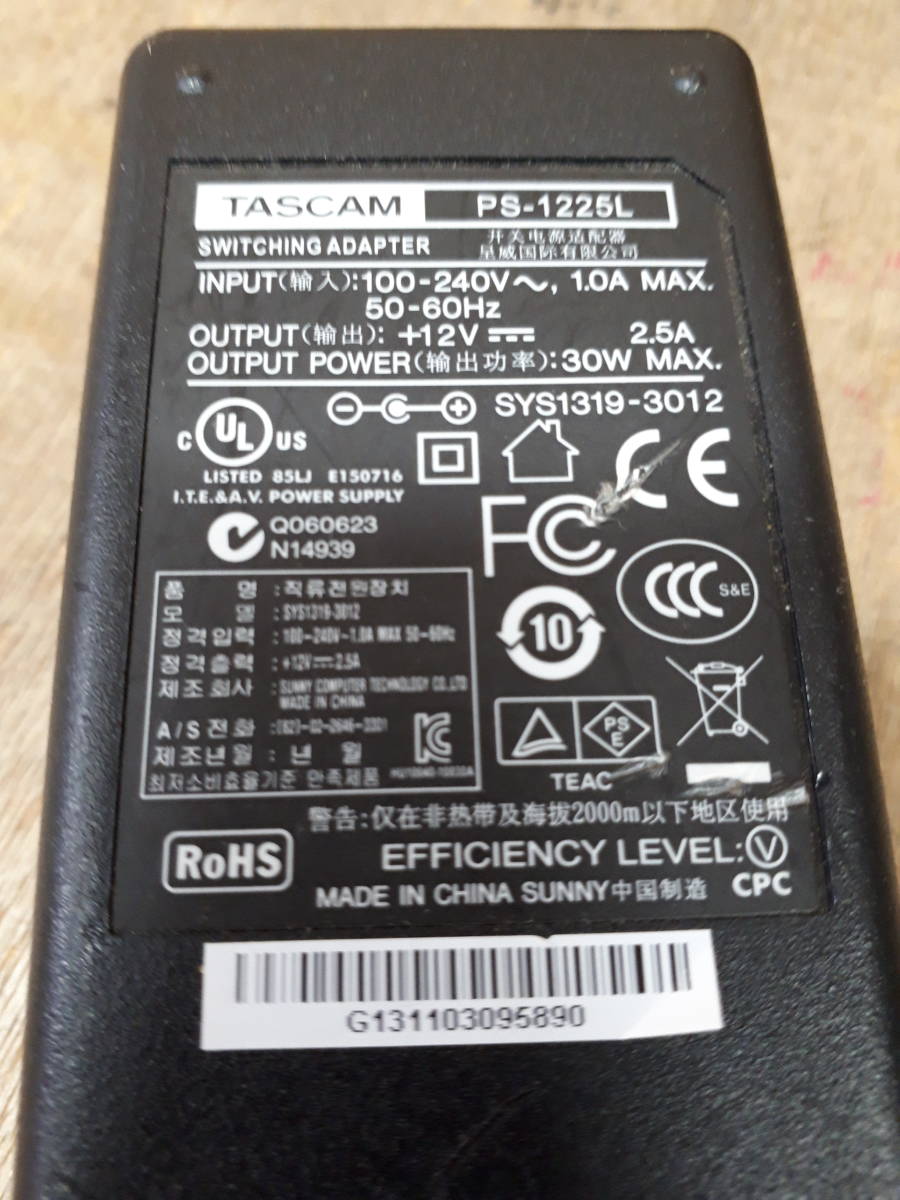 TASCAM PS-1225L
SWITCHING ADAPTER 开关电源适配器
呈威国际有限公司
INPUT(输入):100-240V～, 1.0A MAX.
50-60Hz
OUTPUT(输出): +12V 2.5A
OUTPUT POWER(输出功率):30W MAX.
SYS1319-3012
C UL US
LISTED 85LJ E150716
I.T.E.&A.V. POWER SUPPLY
CE
FC
Q060623
N14939
CCC S&E
10
품 명 : 직류전원장치
모 델 : SYS1319-3012
정격입력 : 100-240V~1.0A MAX 50-60Hz
정격출력 : +12V 2.5A
제조회사 : SUNNY COMPUTER TECHNOLOGY CO.,LTD
MADE IN CHINA
A/S전화
제조년월 : 년 월
최저소비효율기준 만족제품
PS
E
TEAC
警告:仅在非热带及海拔2000m以下地区使用
RoHS
EFFICIENCY LEVEL:V
MADE IN CHINA SUNNY中国制造 CPC
G131103095890